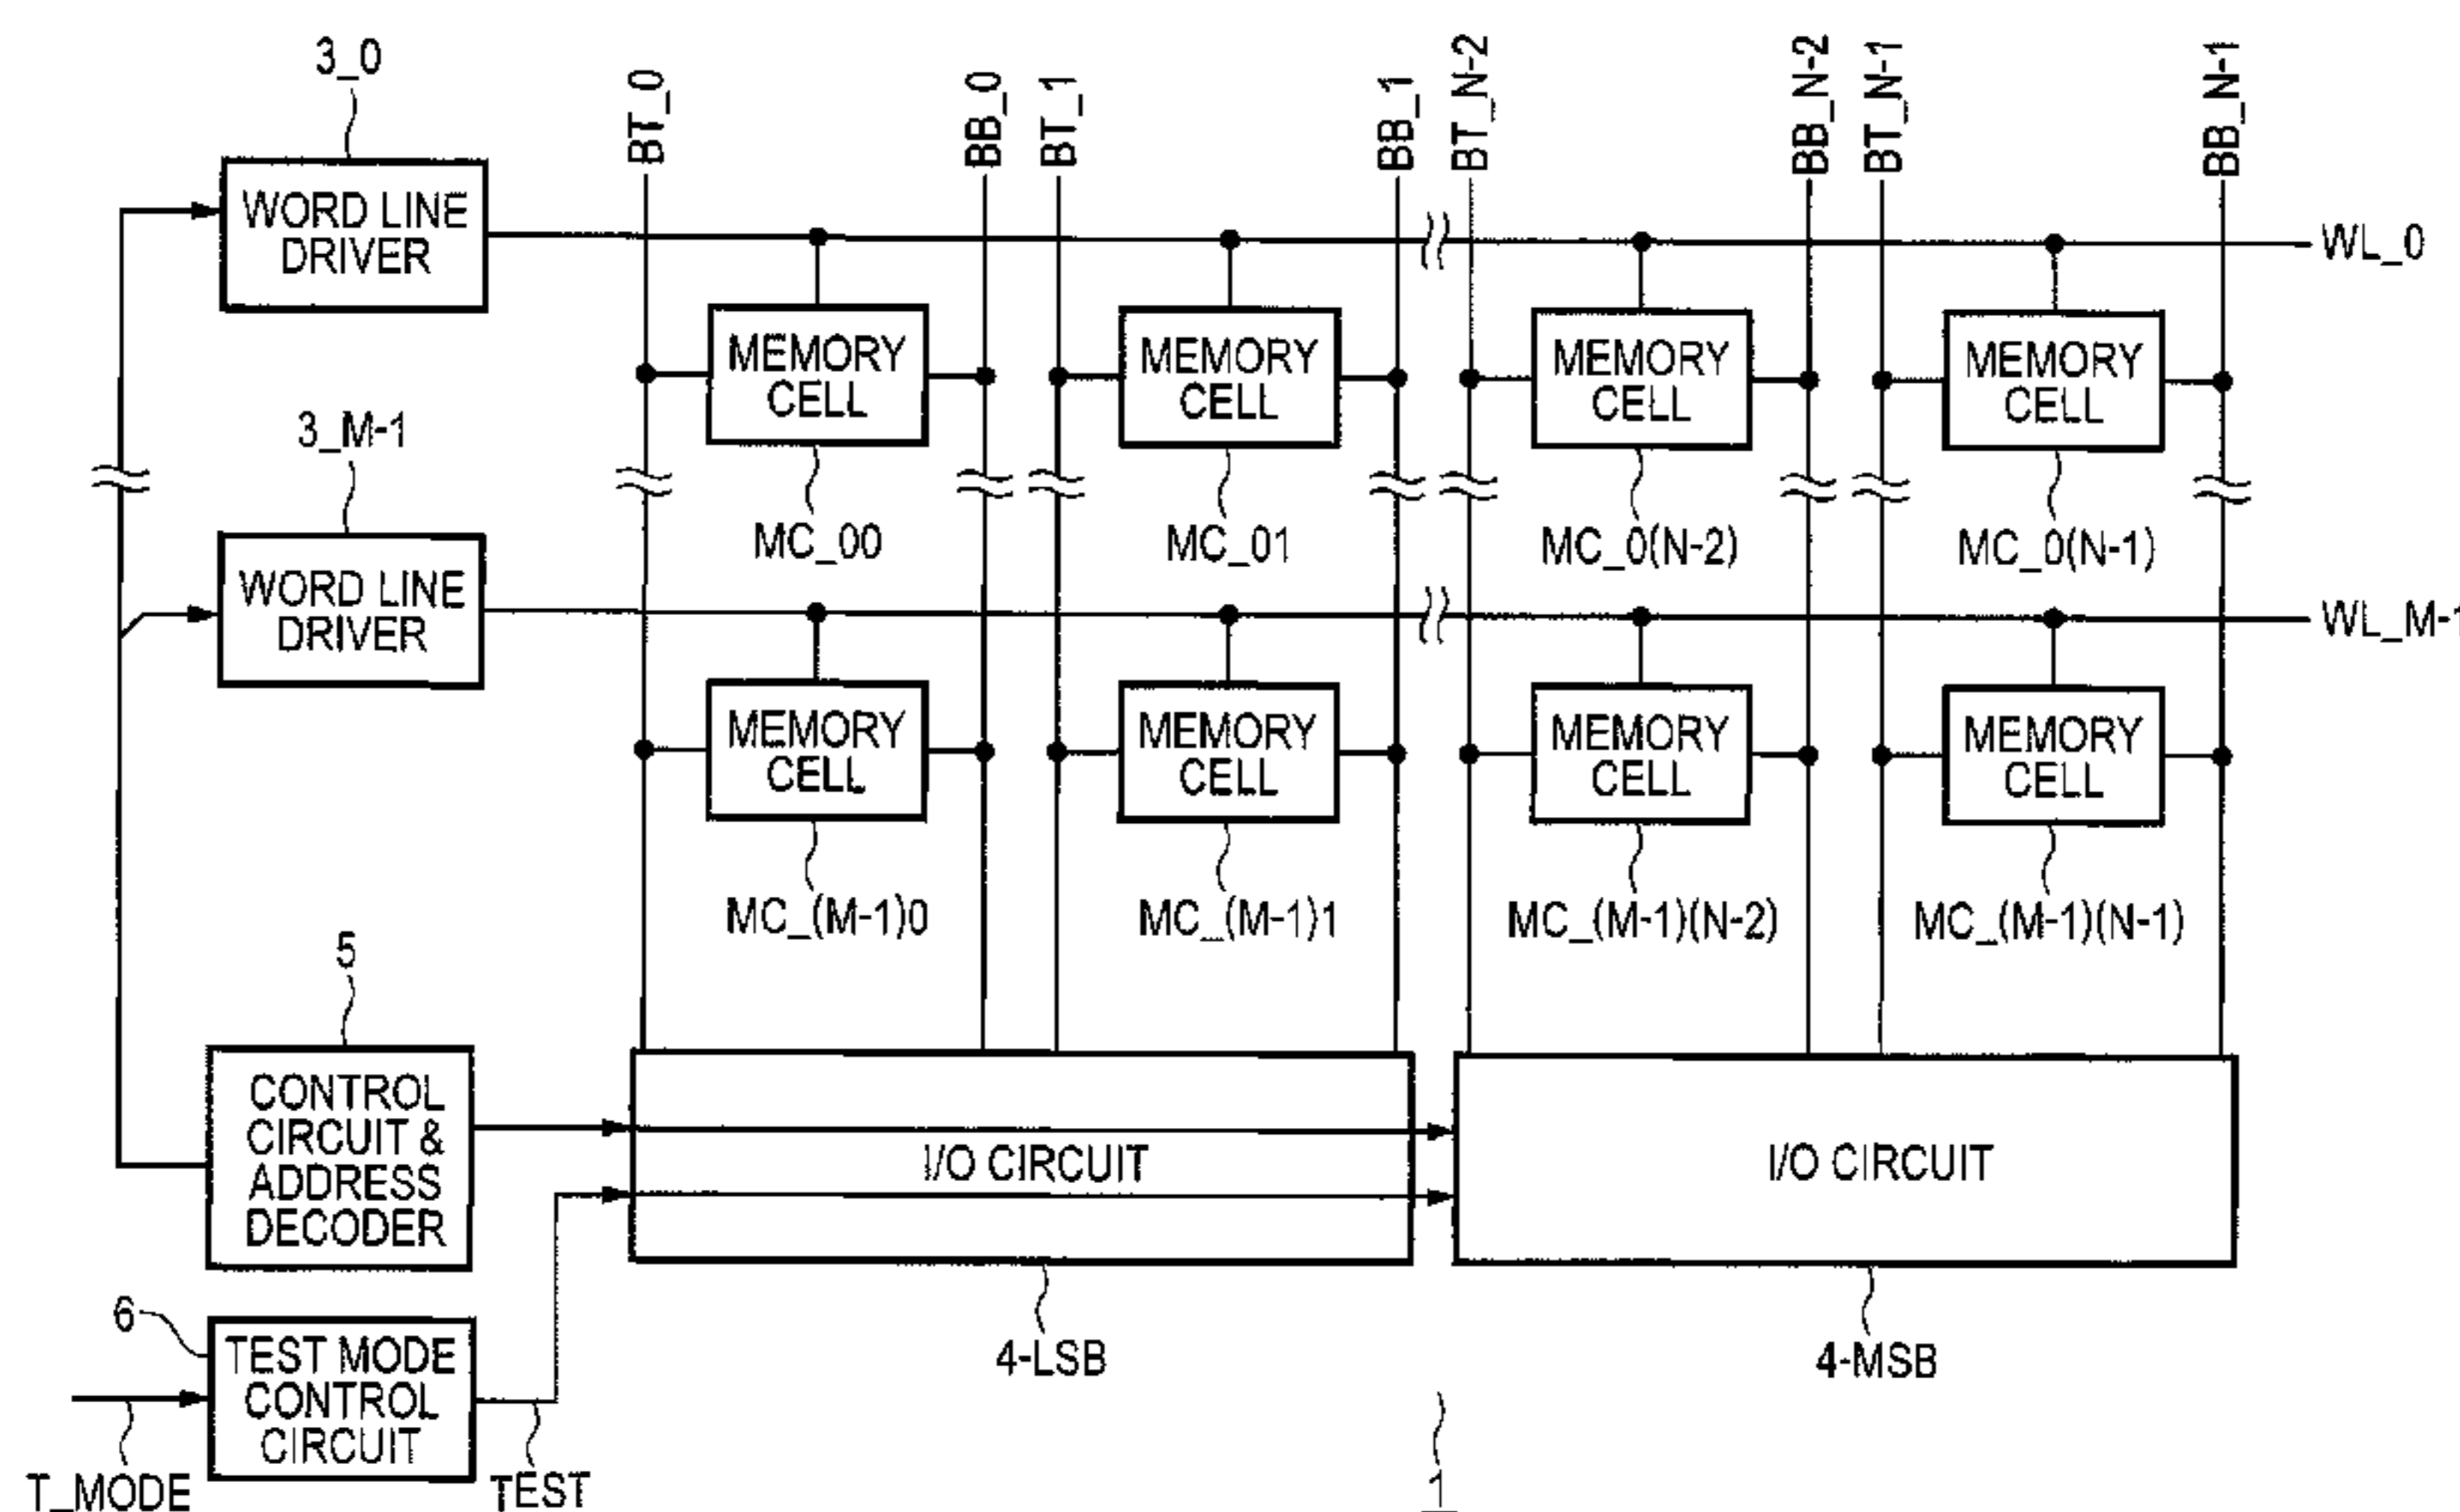 3_0
BT_0
BB_0
BT_1
BB_1
BT_N-2
BB_N-2
BT_N-1
BB_N-1
WORD LINE
DRIVER
WL_0
MEMORY
CELL
MEMORY
CELL
MEMORY
CELL
MEMORY
CELL
3_M-1
MC_00
MC_01
MC_0(N-2)
MC_0(N-1)
WORD LINE
DRIVER
WL_M-1
MEMORY
CELL
MEMORY
CELL
MEMORY
CELL
MEMORY
CELL
MC_(M-1)0
MC_(M-1)1
MC_(M-1)(N-2)
MC_(M-1)(N-1)
5
CONTROL
CIRCUIT &
ADDRESS
DECODER
I/O CIRCUIT
I/O CIRCUIT
6
TEST MODE
CONTROL
CIRCUIT
4-LSB
4-MSB
T_MODE
TEST
1